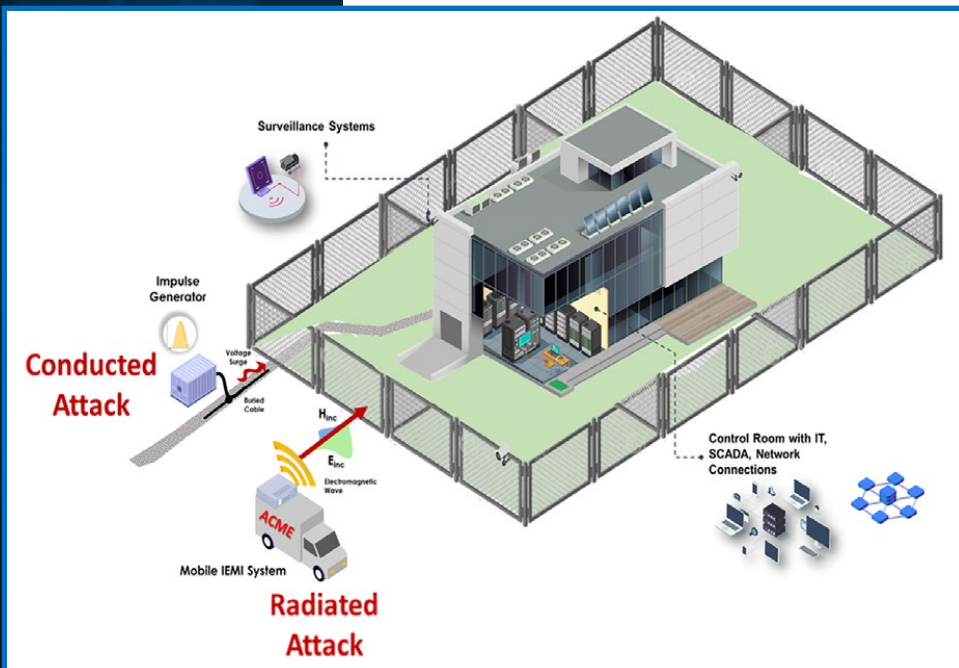 Surveillance Systems
Impulse
Generator
Conducted
Attack
Voltage
Surge
Buried
Cable
Hinc
Einc
Electromagnetic
Wave
ACME
Mobile IEMI System
Radiated
Attack
Control Room with IT,
SCADA, Network
Connections